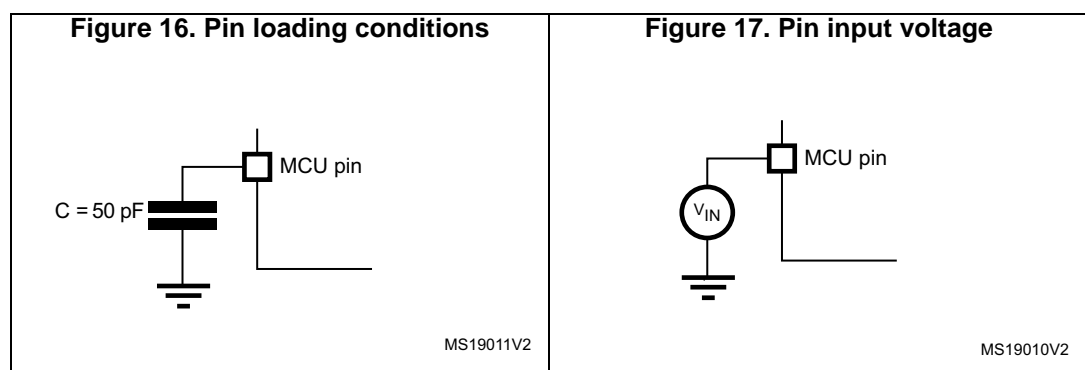 Figure 16. Pin loading conditions
MCU pin
C = 50 pF
MS19011V2
Figure 17. Pin input voltage
MCU pin
VIN
MS19010V2